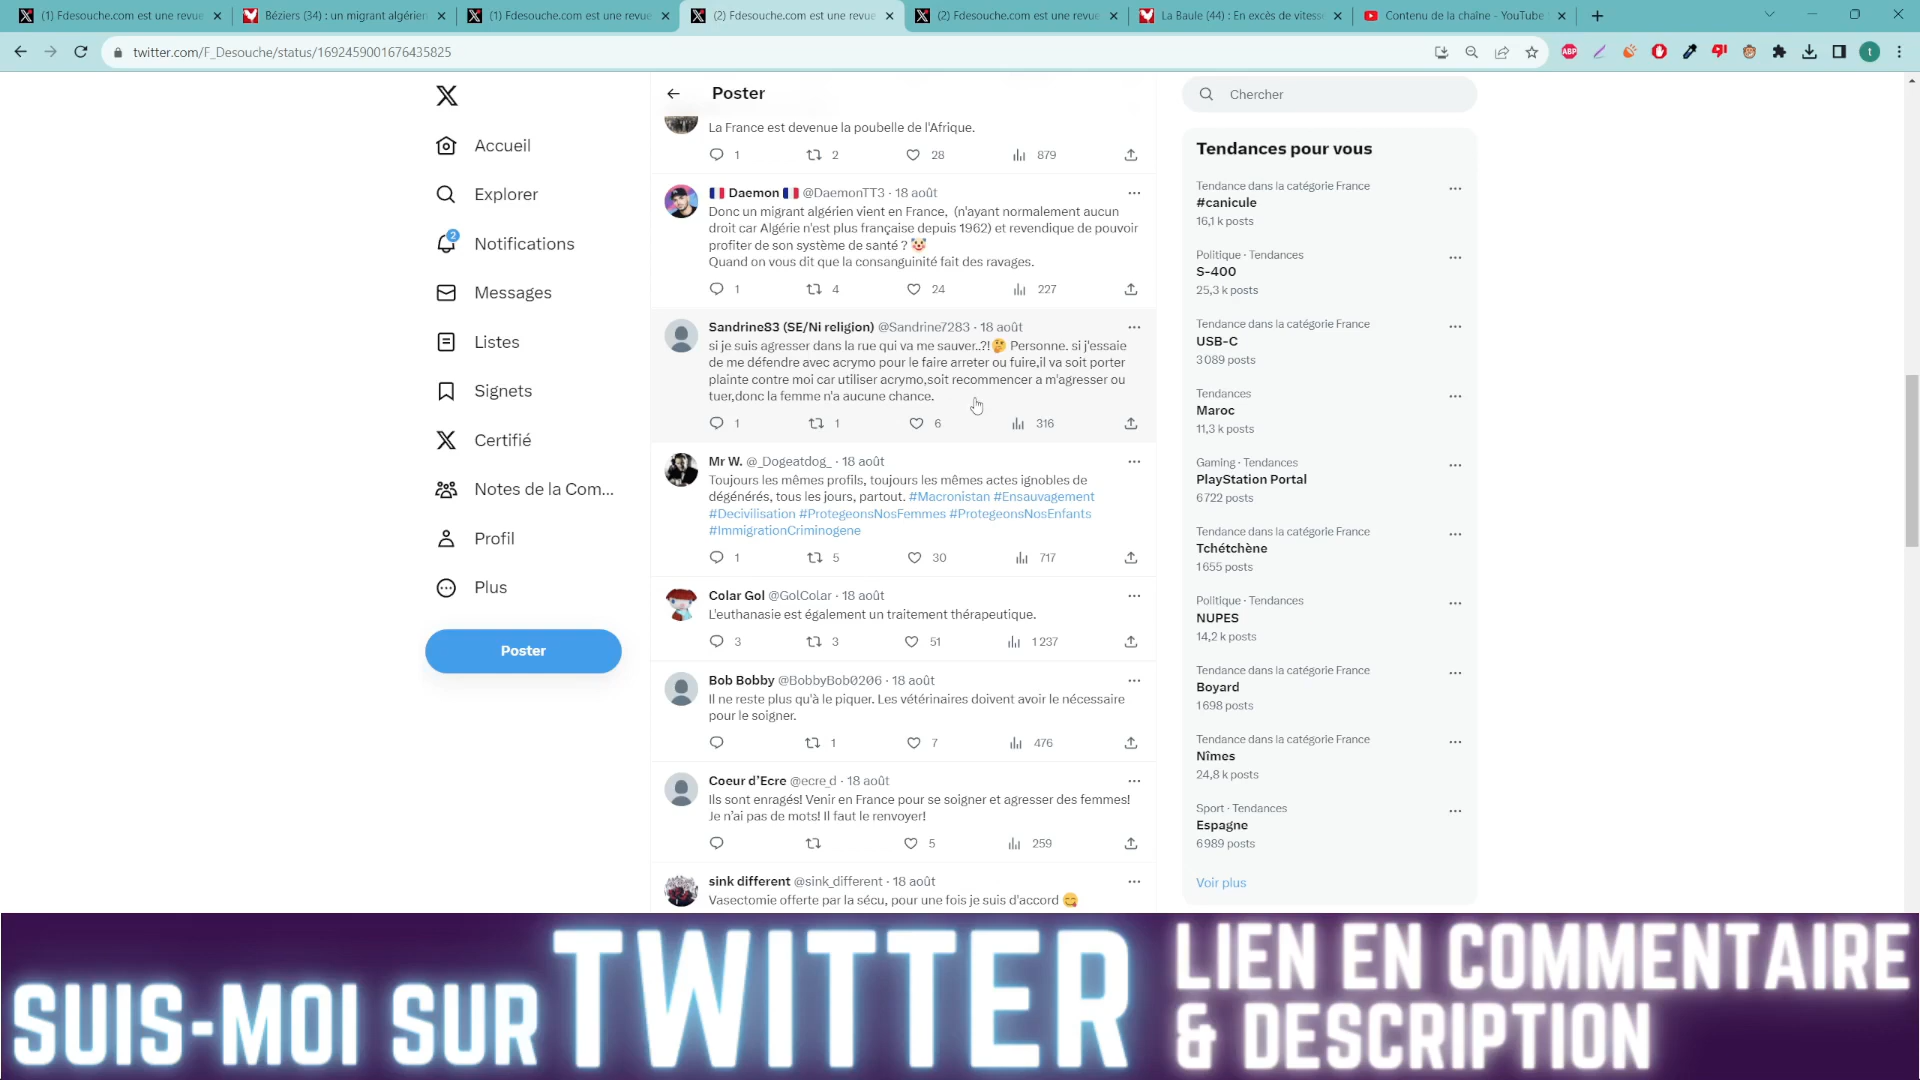 (1) Fdesouche.com est une revue
Béziers (34) : un migrant algérien
(1) Fdesouche.com est une revue
(2) Fdesouche.com est une revue
(2) Fdesouche.com est une revue
La Baule (44) : En excès de vitess
Contenu de la chaîne - YouTube
twitter.com/F_Desouche/status/1692459001676435825
ABP
t
Accueil
Explorer
2
Notifications
Messages
Listes
Signets
Certifié
Notes de la Com...
Profil
Plus
Poster
Poster
La France est devenue la poubelle de l'Afrique.
1 2 28 879
🇫🇷 Daemon 🇫🇷 @DaemonTT3 · 18 août
Donc un migrant algérien vient en France, (n'ayant normalement aucun
droit car Algérie n'est plus française depuis 1962) et revendique de pouvoir
profiter de son système de santé ? 🤡
Quand on vous dit que la consanguinité fait des ravages.
1 4 24 227
Sandrine83 (SE/Ni religion) @Sandrine7283 · 18 août
si je suis agresser dans la rue qui va me sauver..?!🤔 Personne. si j'essaie
de me défendre avec acrymo pour le faire arreter ou fuire,il va soit porter
plainte contre moi car utiliser acrymo,soit recommencer a m'agresser ou
tuer,donc la femme n'a aucune chance.
1 1 6 316
Mr W. @_Dogeatdog_ · 18 août
Toujours les mêmes profils, toujours les mêmes actes ignobles de
dégénérés, tous les jours, partout. #Macronistan #Ensauvagement
#Decivilisation #ProtegeonsNosFemmes #ProtegeonsNosEnfants
#ImmigrationCriminogene
1 5 30 717
Colar Gol @GolColar · 18 août
L'euthanasie est également un traitement thérapeutique.
3 3 51 1 237
Bob Bobby @BobbyBob0206 · 18 août
Il ne reste plus qu'à le piquer. Les vétérinaires doivent avoir le nécessaire
pour le soigner.
1 7 476
Coeur d'Ecre @ecre_d · 18 août
Ils sont enragés! Venir en France pour se soigner et agresser des femmes!
Je n'ai pas de mots! Il faut le renvoyer!
5 259
sink different @sink_different · 18 août
Vasectomie offerte par la sécu, pour une fois je suis d'accord 😋
Chercher
Tendances pour vous
Tendance dans la catégorie France
#canicule
16,1 k posts
Politique · Tendances
S-400
25,3 k posts
Tendance dans la catégorie France
USB-C
3 089 posts
Tendances
Maroc
11,3 k posts
Gaming · Tendances
PlayStation Portal
6 722 posts
Tendance dans la catégorie France
Tchétchène
1 655 posts
Politique · Tendances
NUPES
14,2 k posts
Tendance dans la catégorie France
Boyard
1 698 posts
Tendance dans la catégorie France
Nîmes
24,8 k posts
Sport · Tendances
Espagne
6 989 posts
Voir plus
SUIS-MOI SUR TWITTER
LIEN EN COMMENTAIRE
& DESCRIPTION